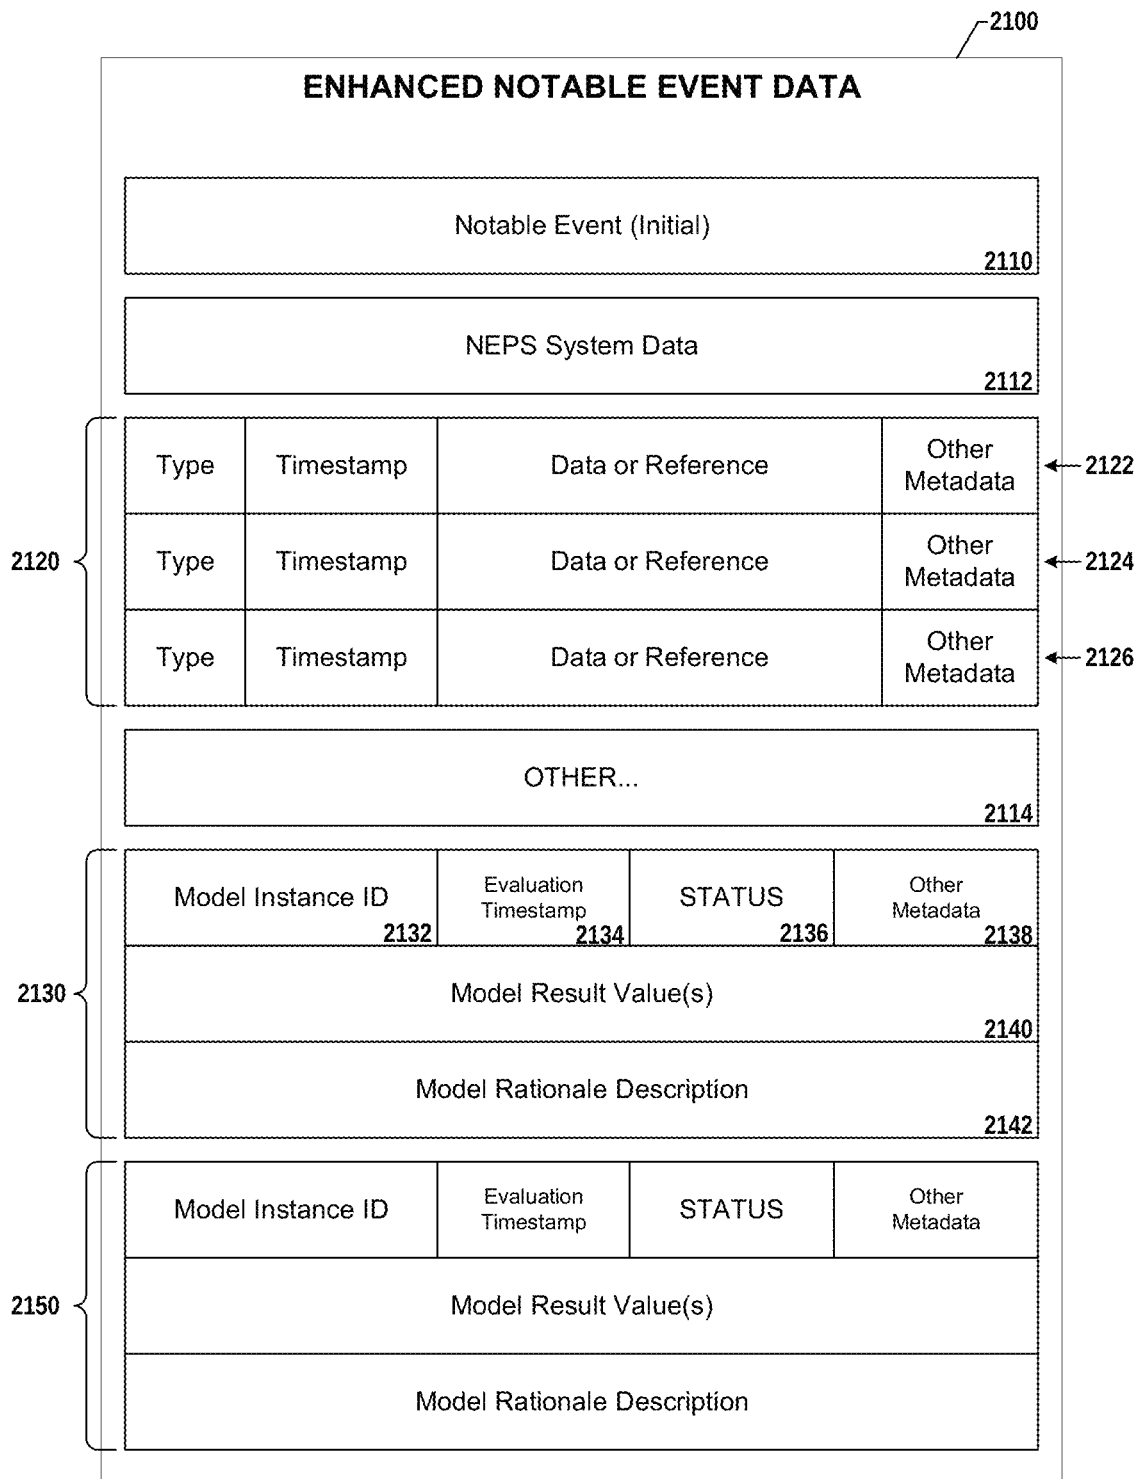 2100
ENHANCED NOTABLE EVENT DATA
Notable Event (Initial)
2110
NEPS System Data
2112
2120
Type Timestamp Data or Reference Other Metadata 2122
Type Timestamp Data or Reference Other Metadata 2124
Type Timestamp Data or Reference Other Metadata 2126
OTHER...
2114
2130
Model Instance ID 2132 Evaluation Timestamp 2134 STATUS 2136 Other Metadata 2138
Model Result Value(s)
2140
Model Rationale Description
2142
2150
Model Instance ID Evaluation Timestamp STATUS Other Metadata
Model Result Value(s)
Model Rationale Description